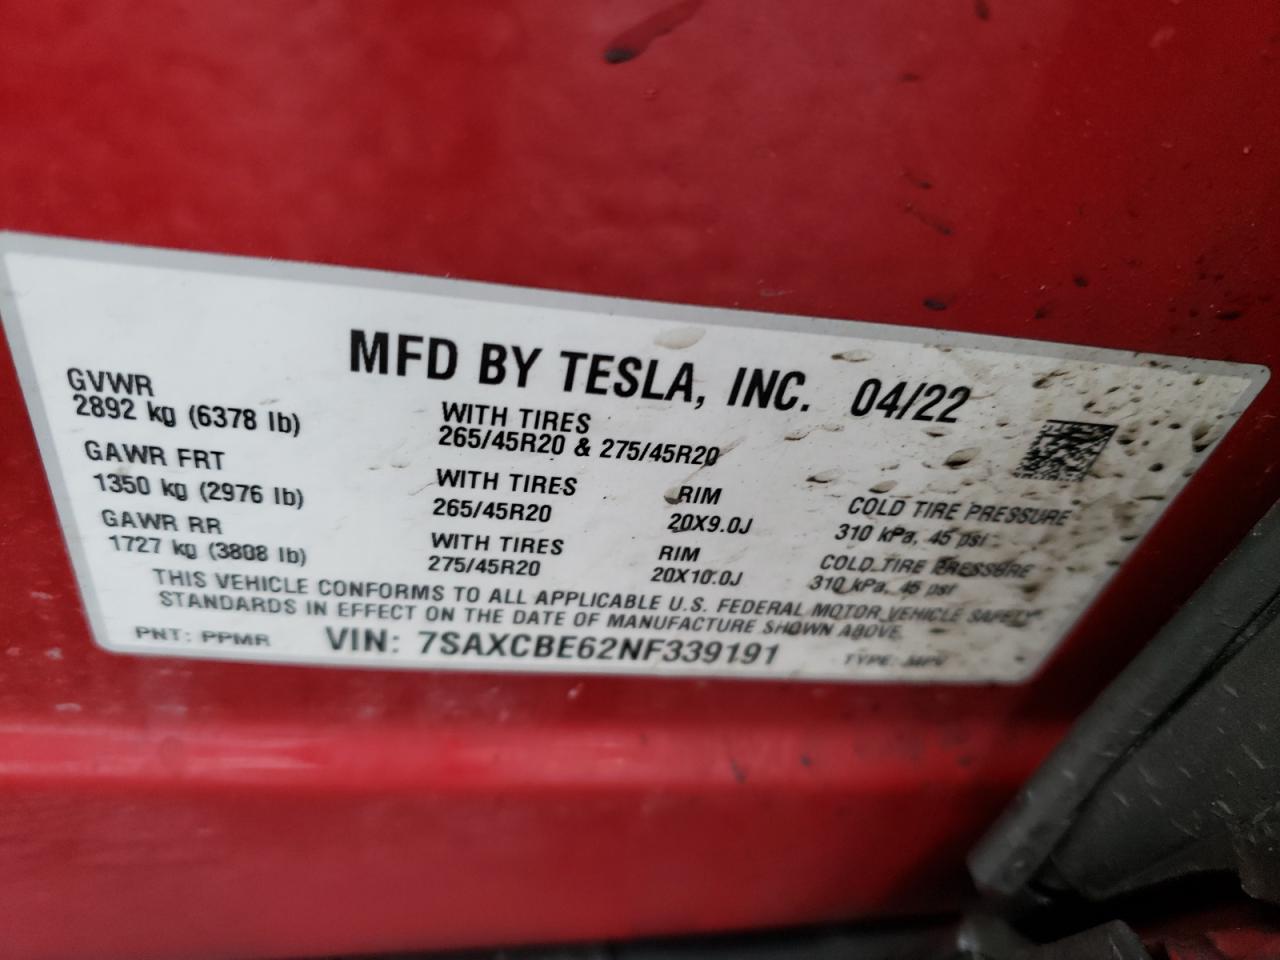 MFD BY TESLA, INC. 04/22
GVWR
2892 kg (6378 lb)
WITH TIRES
265/45R20 & 275/45R20
GAWR FRT
1350 kg (2976 lb)
WITH TIRES
265/45R20
RIM
20X9.0J
COLD TIRE PRESSURE
310 kPa, 45 psi
GAWR RR
1727 kg (3808 lb)
WITH TIRES
275/45R20
RIM
20X10.0J
COLD TIRE PRESSURE
310 kPa, 45 psi
THIS VEHICLE CONFORMS TO ALL APPLICABLE U.S. FEDERAL MOTOR VEHICLE SAFETY
STANDARDS IN EFFECT ON THE DATE OF MANUFACTURE SHOWN ABOVE.
PNT: PPMR VIN: 7SAXCBE62NF339191 TYPE: MPV